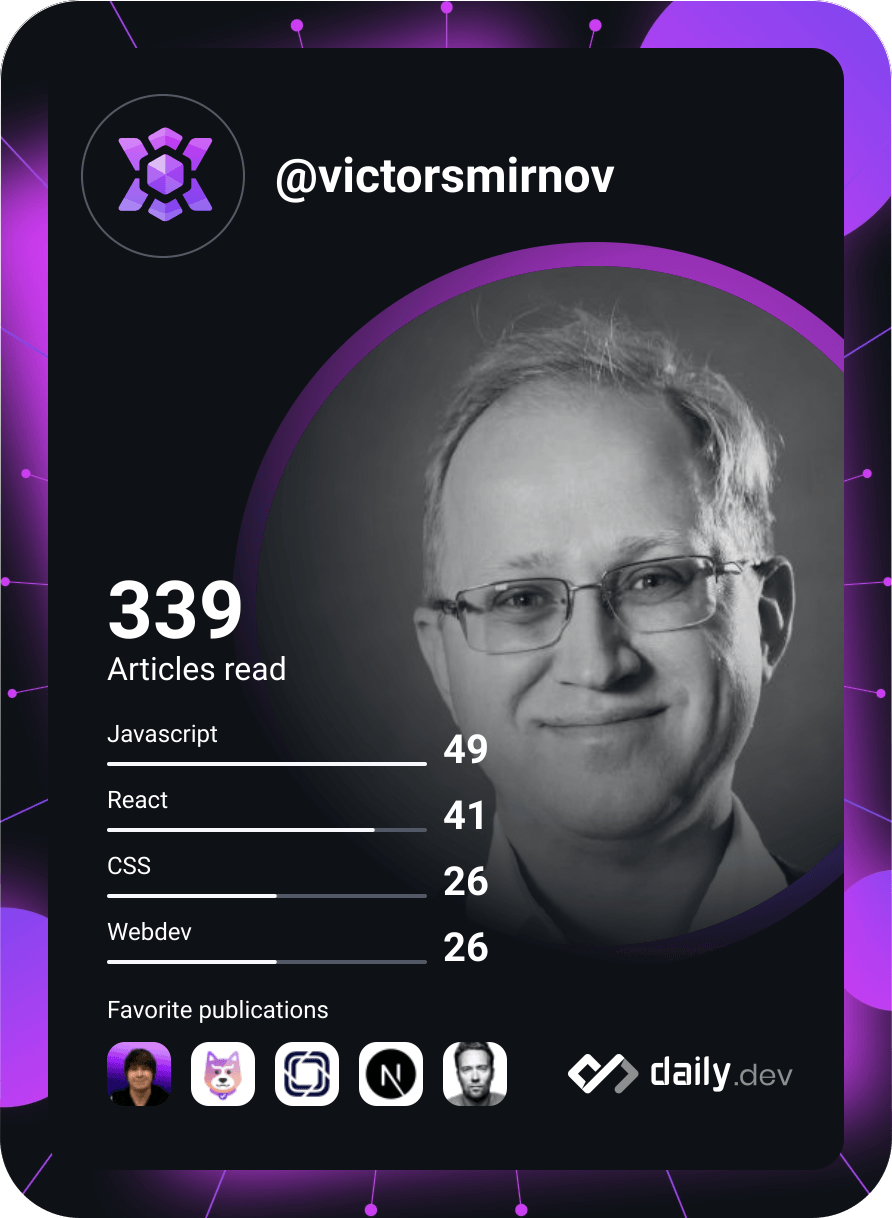 @victorsmirnov
339
Articles read
Javascript
49
React
41
CSS
26
Webdev
26
Favorite publications
N
daily.dev